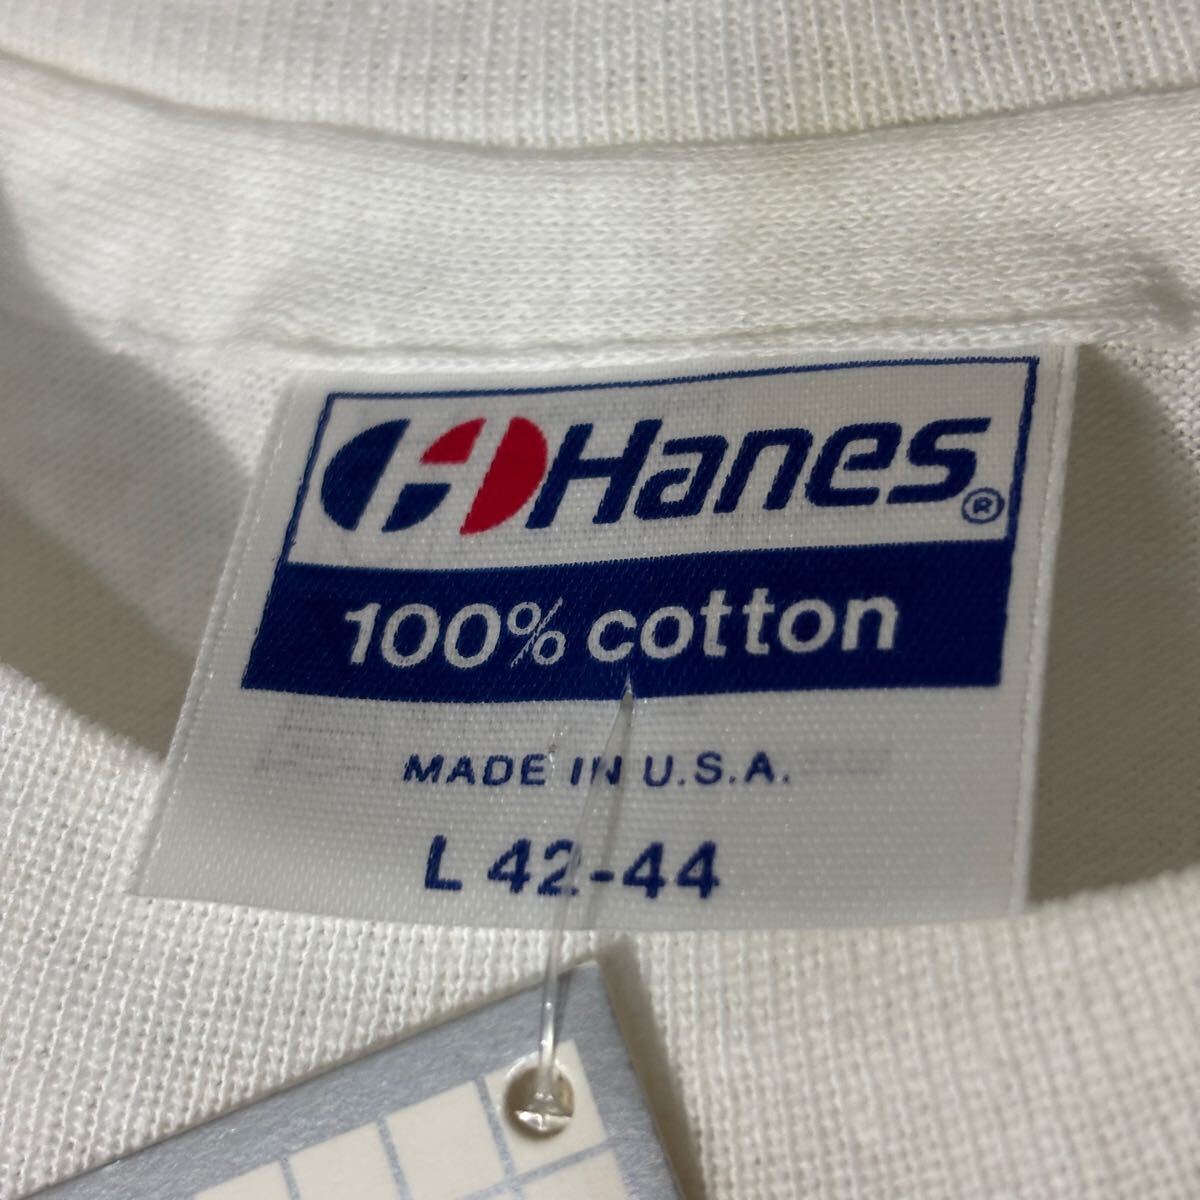 Hanes®
100% cotton
MADE IN U.S.A.
L 42-44